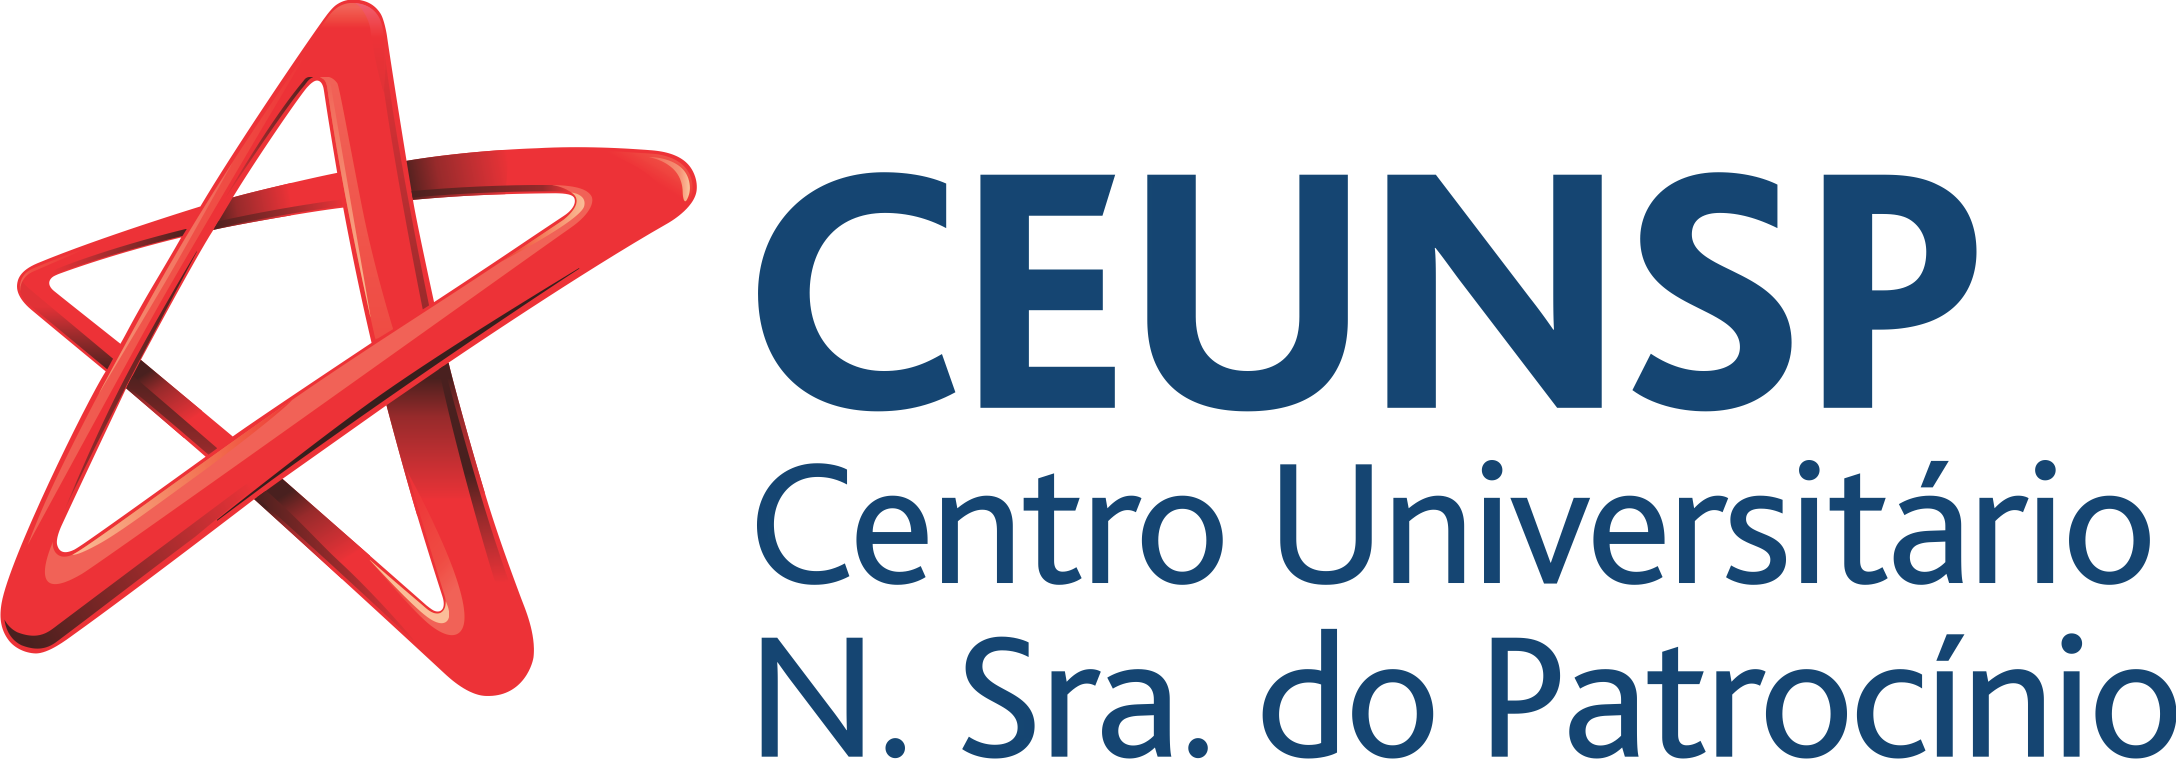 CEUNSP
Centro Universitário
N. Sra. do Patrocínio